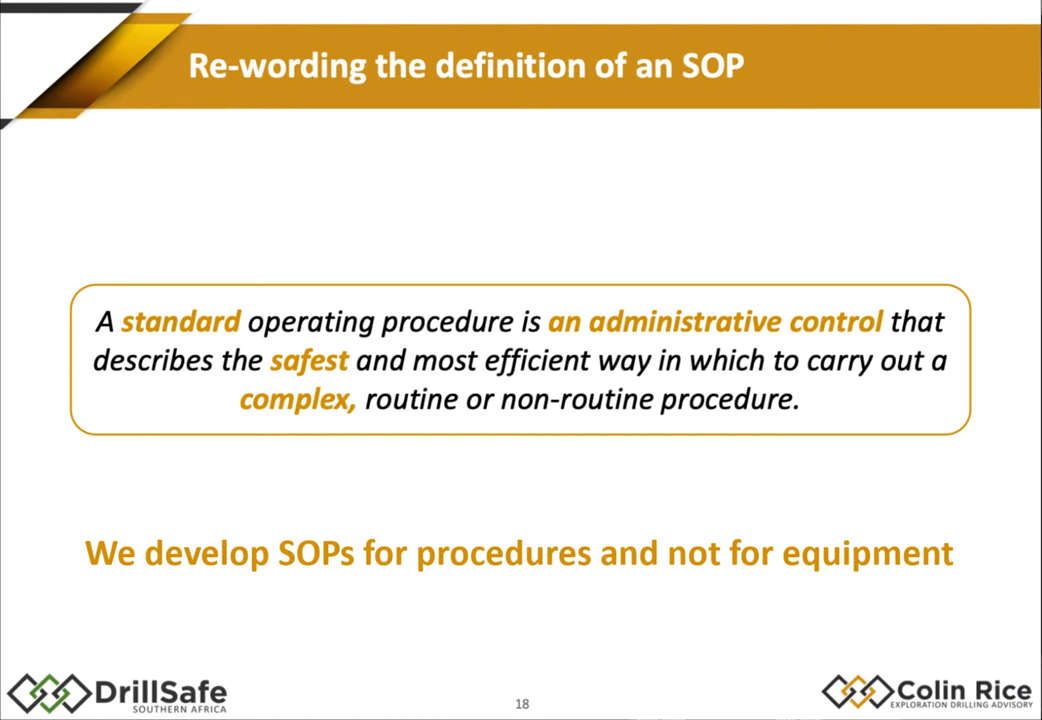 Re-wording the definition of an SOP
A standard operating procedure is an administrative control that
describes the safest and most efficient way in which to carry out a
complex, routine or non-routine procedure.
We develop SOPs for procedures and not for equipment
DrillSafe
SOUTHERN AFRICA
18
Colin Rice
EXPLORATION DRILLING ADVISORY